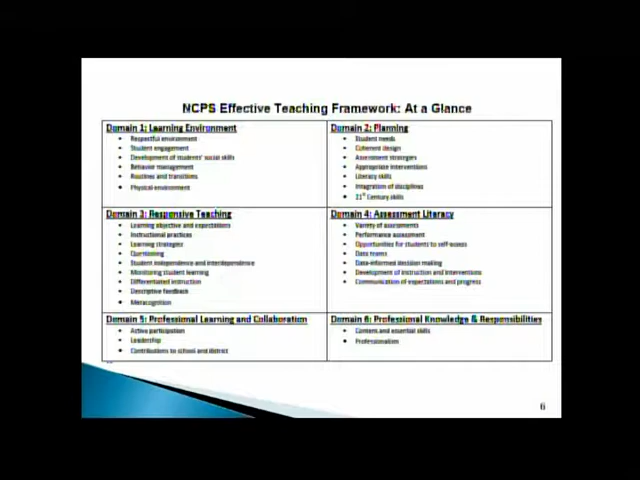 NCPS Effective Teaching Framework: At a Glance
Domain 1: Learning Environment
Respectful environment
Student engagement
Development of students' social skills
Behavior management
Routines and transitions
Physical environment
Domain 2: Planning
Student needs
Coherent design
Assessment strategies
Appropriate interventions
Literacy skills
Integration of disciplines
21st Century skills
Domain 3: Responsive Teaching
Learning objective and expectations
Instructional practices
Learning strategies
Questioning
Student independence and interdependence
Monitoring student learning
Differentiated instruction
Descriptive feedback
Metacognition
Domain 4: Assessment Literacy
Variety of assessments
Performance assessment
Opportunities for students to self-assess
Data teams
Data-informed decision making
Development of instruction and interventions
Communication of expectations and progress
Domain 5: Professional Learning and Collaboration
Active participation
Leadership
Contributions to school and district
Domain 6: Professional Knowledge & Responsibilities
Content and essential skills
Professionalism
6